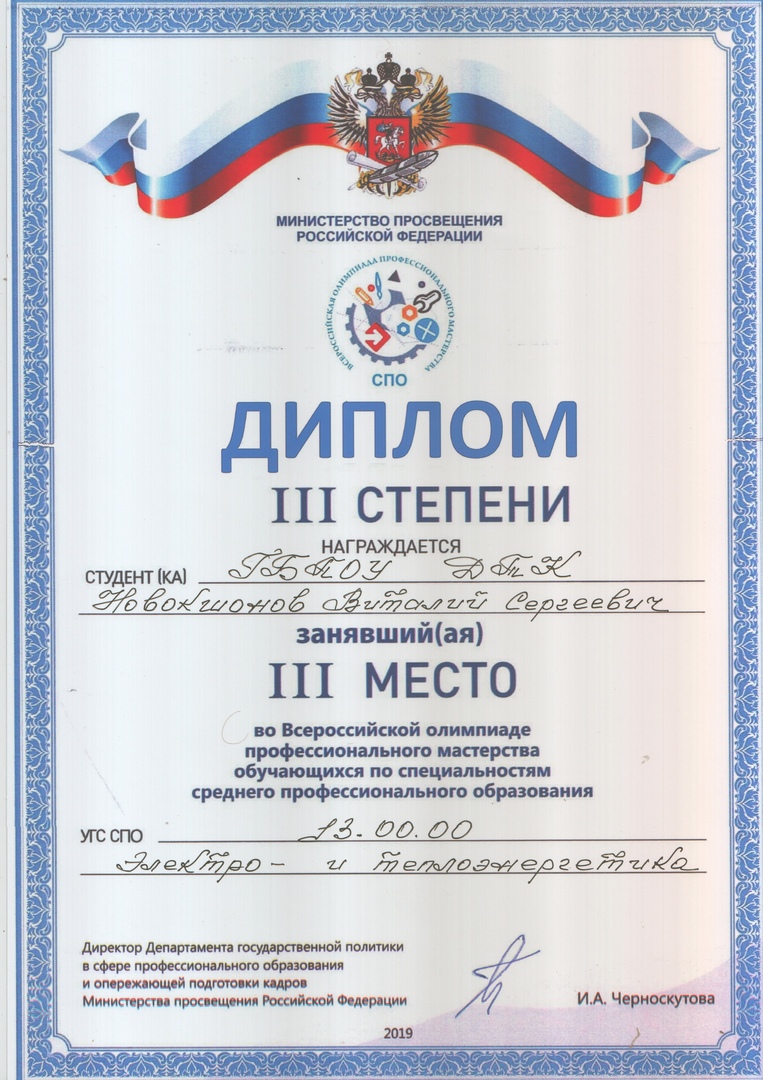 МИНИСТЕРСТВО ПРОСВЕЩЕНИЯ
РОССИЙСКОЙ ФЕДЕРАЦИИ
ВСЕРОССИЙСКАЯ ОЛИМПИАДА ПРОФЕССИОНАЛЬНОГО МАСТЕРСТВА
СПО
ДИПЛОМ
III СТЕПЕНИ
НАГРАЖДАЕТСЯ
СТУДЕНТ (КА) ГБПОУ ДТК
Новокшонов Виталий Сергеевич
занявший(ая)
III МЕСТО
во Всероссийской олимпиаде
профессионального мастерства
обучающихся по специальностям
среднего профессионального образования
УГС СПО 13.00.00
Электро- и теплоэнергетика
Директор Департамента государственной политики
в сфере профессионального образования
и опережающей подготовки кадров
Министерства просвещения Российской Федерации
И.А. Черноскутова
2019